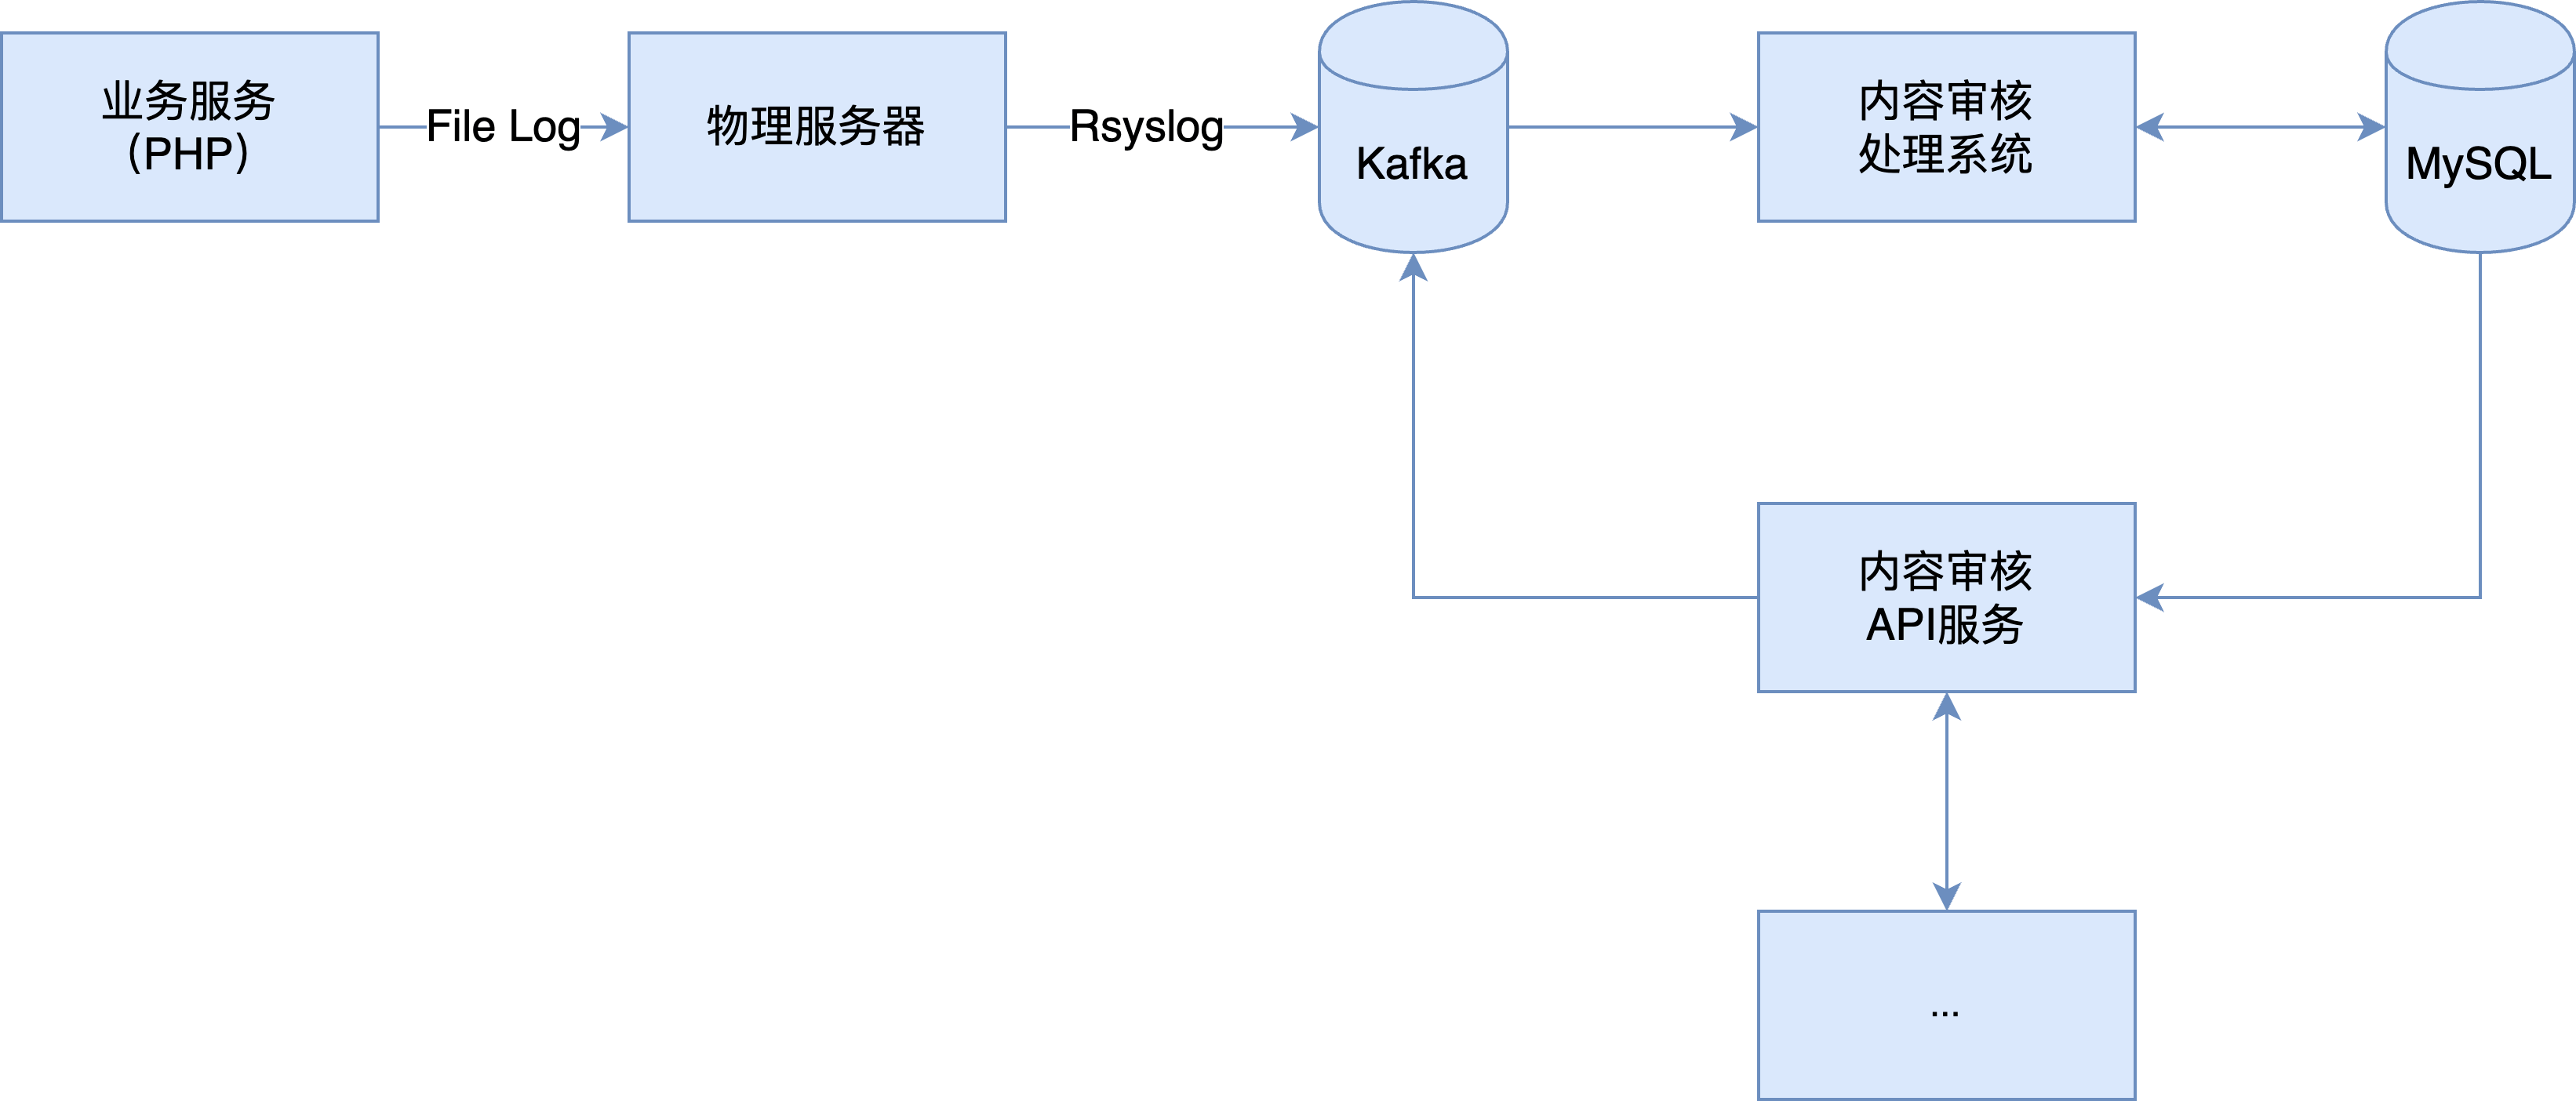 业务服务
(PHP)
File Log
物理服务器
Rsyslog
Kafka
内容审核
处理系统
MySQL
内容审核
API服务
...